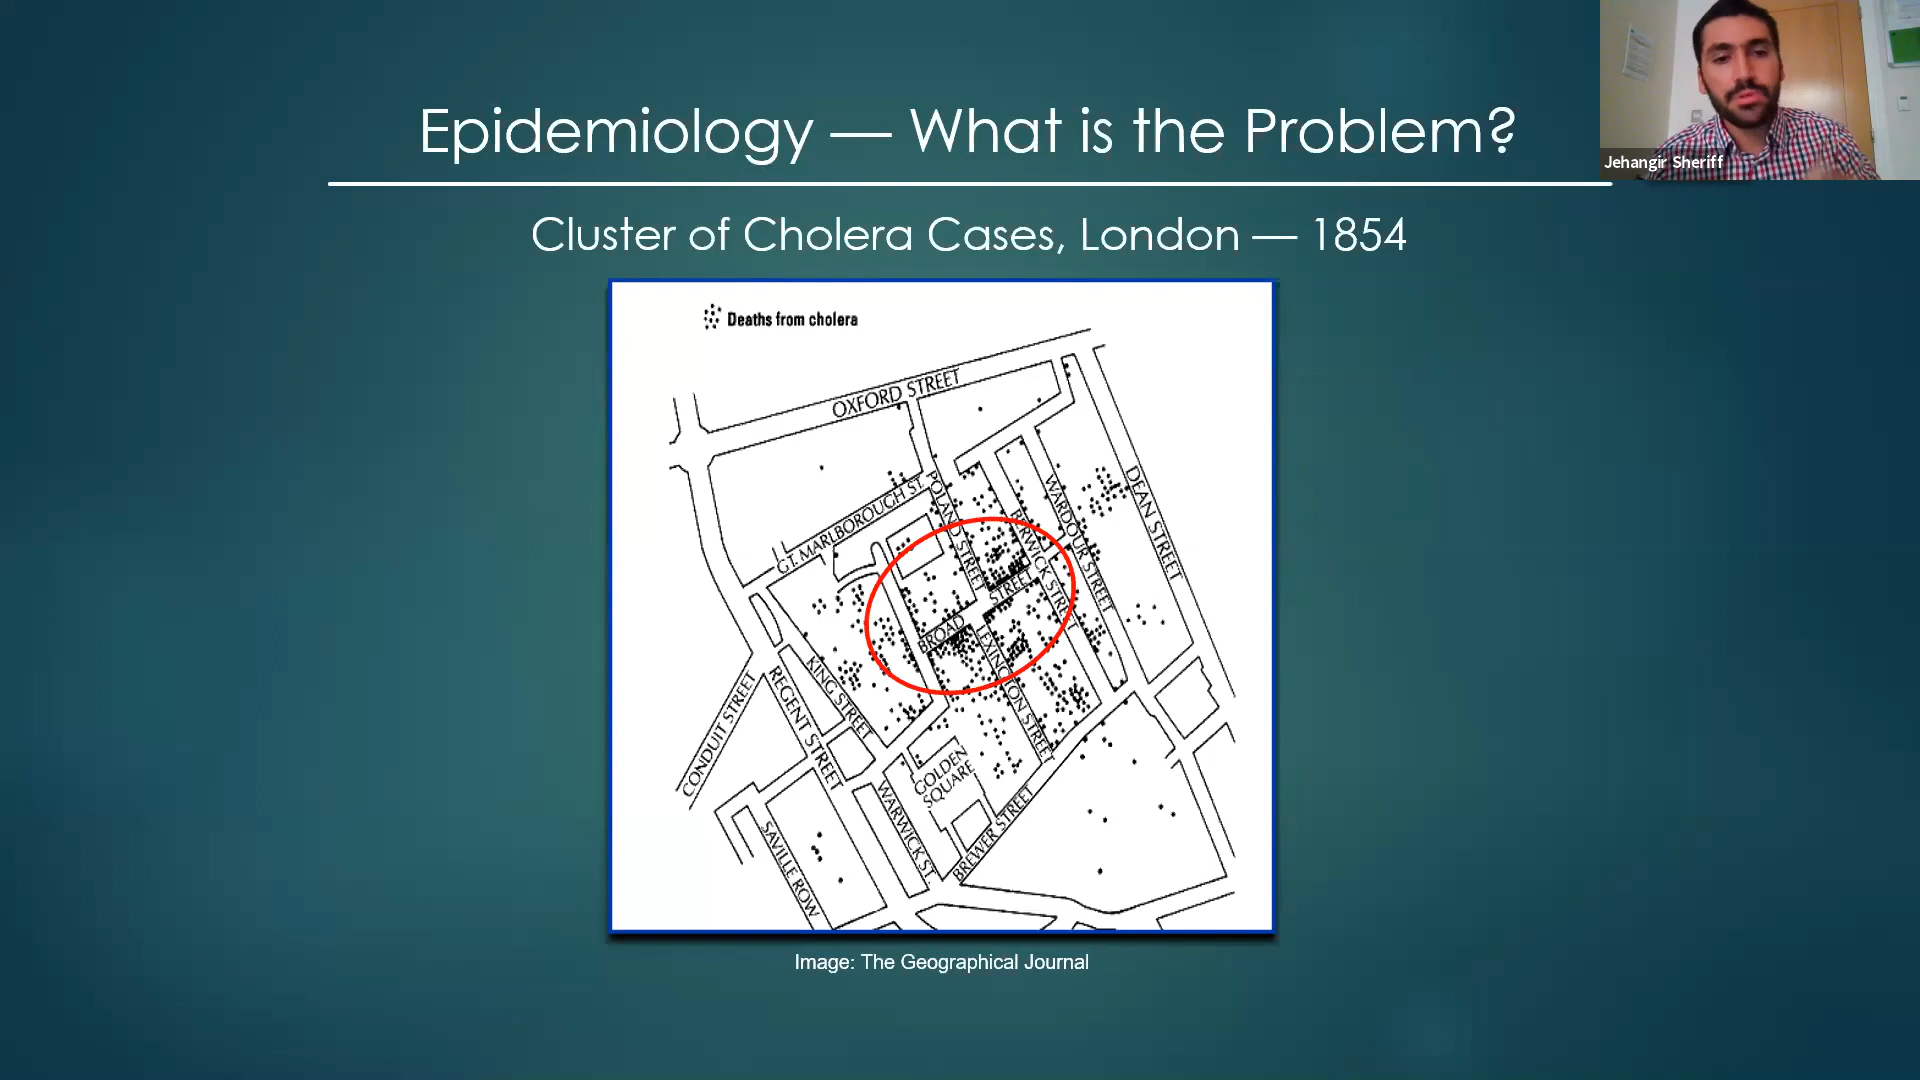 Epidemiology — What is the Problem?
Jehangir Sheriff
Cluster of Cholera Cases, London — 1854
Deaths from cholera
OXFORD STREET
GT. MARLBOROUGH ST.
POLAND STREET
BERWICK STREET
WARDOUR STREET
DEAN STREET
BROAD STREET
LEXINGTON STREET
KING STREET
REGENT STREET
CONDUIT STREET
GOLDEN
SQUARE
WARWICK ST.
BREWER STREET
SAVILLE ROW
Image: The Geographical Journal